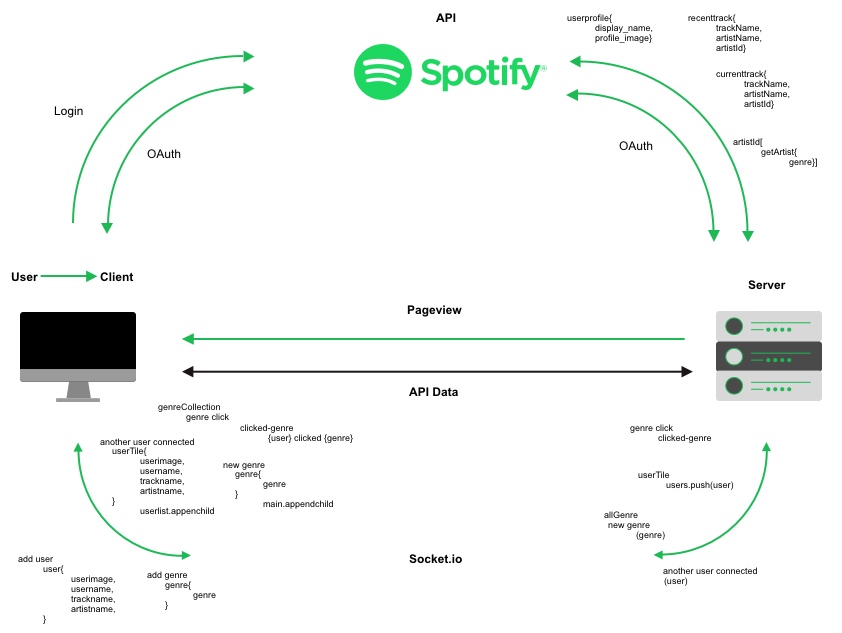 API
Spotify®
userprofile{
display_name,
profile_image}
recenttrack{
trackName,
artistName,
artistId}
currenttrack{
trackName,
artistName,
artistId}
artistId[
getArtist{
genre}]
Login
OAuth
OAuth
User
Client
Server
Pageview
API Data
genreCollection
genre click
clicked-genre
{user} clicked {genre}
another user connected
userTile{
userimage,
username,
trackname,
artistname,
}
userlist.appenchild
new genre
genre{
genre
}
main.appendchild
genre click
clicked-genre
userTile
users.push(user)
allGenre
new genre
(genre)
another user connected
(user)
Socket.io
add user
user{
userimage,
username,
trackname,
artistname,
}
add genre
genre{
genre
}